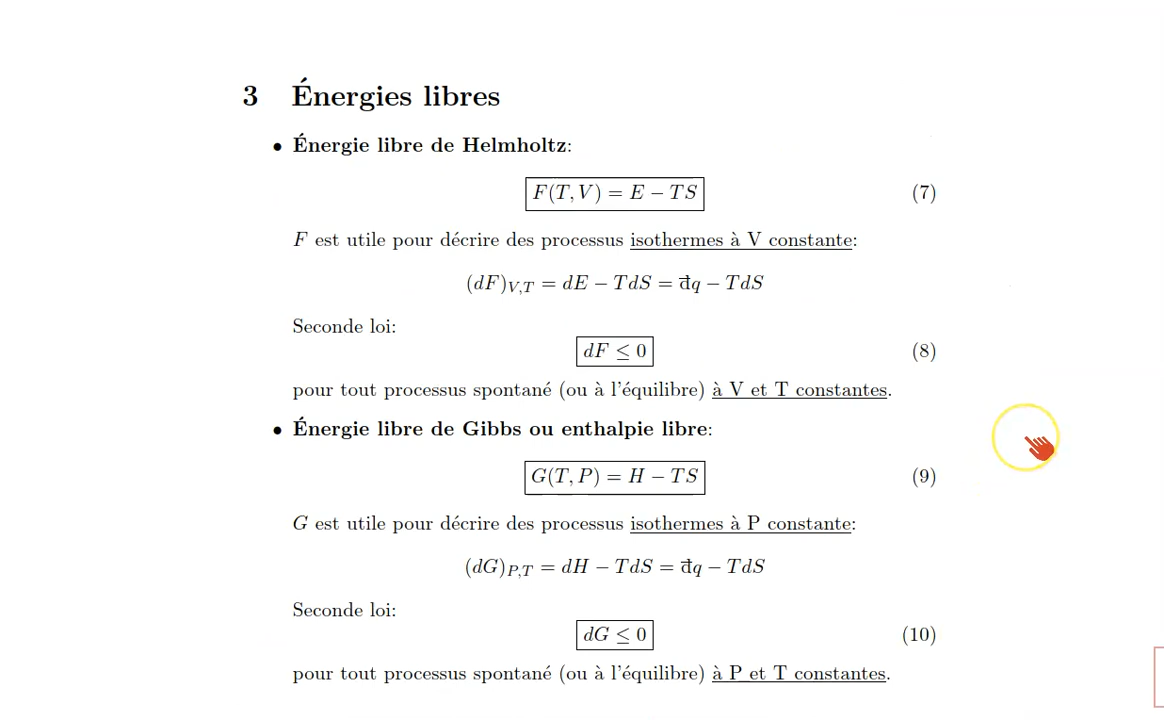 3 Énergies libres
• Énergie libre de Helmholtz:
F(T, V) = E − TS (7)
F est utile pour décrire des processus isothermes à V constante:
(dF)V,T = dE − TdS = đq − TdS
Seconde loi:
dF ≤ 0 (8)
pour tout processus spontané (ou à l'équilibre) à V et T constantes.
• Énergie libre de Gibbs ou enthalpie libre:
G(T, P) = H − TS (9)
G est utile pour décrire des processus isothermes à P constante:
(dG)P,T = dH − TdS = đq − TdS
Seconde loi:
dG ≤ 0 (10)
pour tout processus spontané (ou à l'équilibre) à P et T constantes.